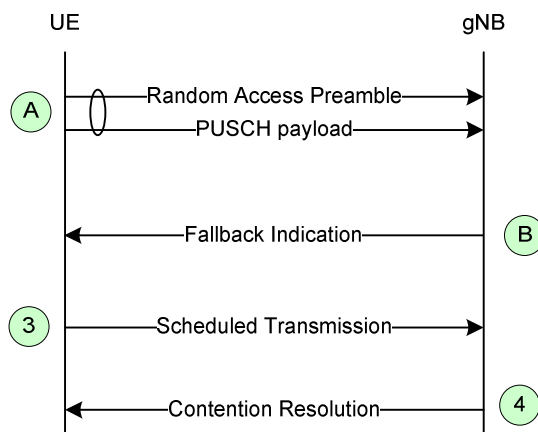 UE gNB
A Random Access Preamble
PUSCH payload
Fallback Indication B
3 Scheduled Transmission
Contention Resolution 4